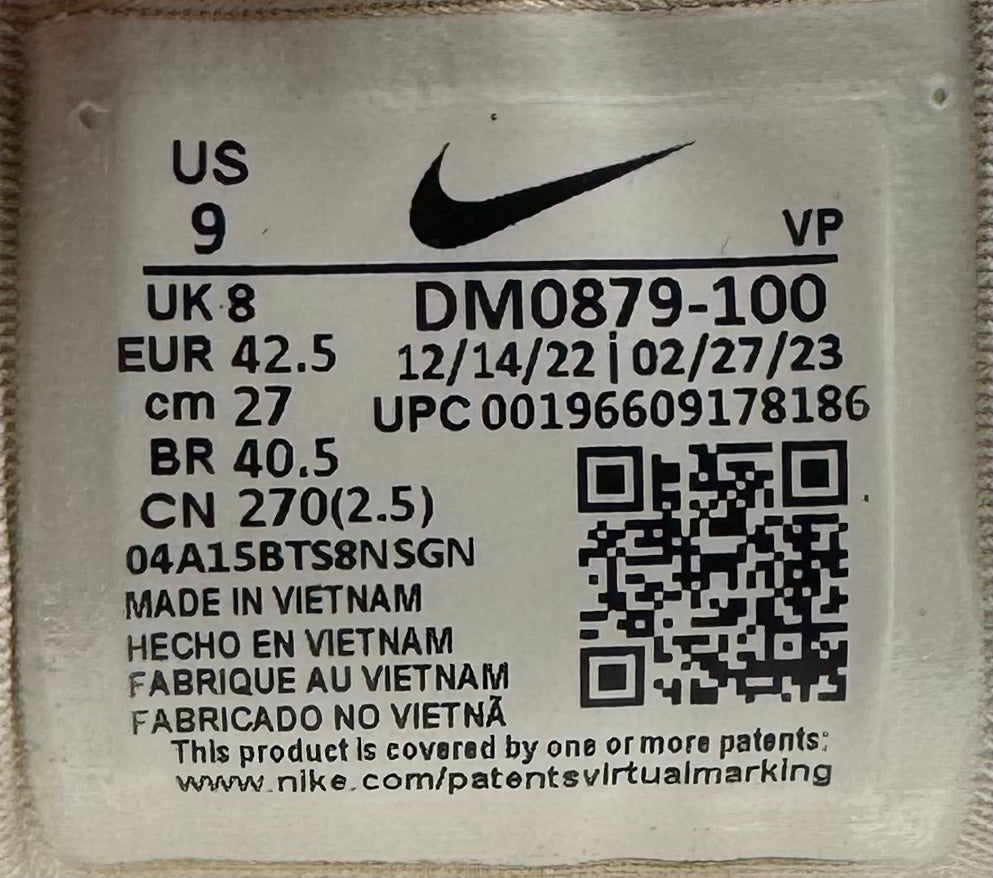 US
9
VP
UK 8
DM0879-100
EUR 42.5
12/14/22 | 02/27/23
cm 27
UPC 00196609178186
BR 40.5
CN 270(2.5)
04A15BTS8NSGN
MADE IN VIETNAM
HECHO EN VIETNAM
FABRIQUE AU VIETNAM
FABRICADO NO VIETNÃ
This product is covered by one or more patents:
www.nike.com/patentsvirtualmarking